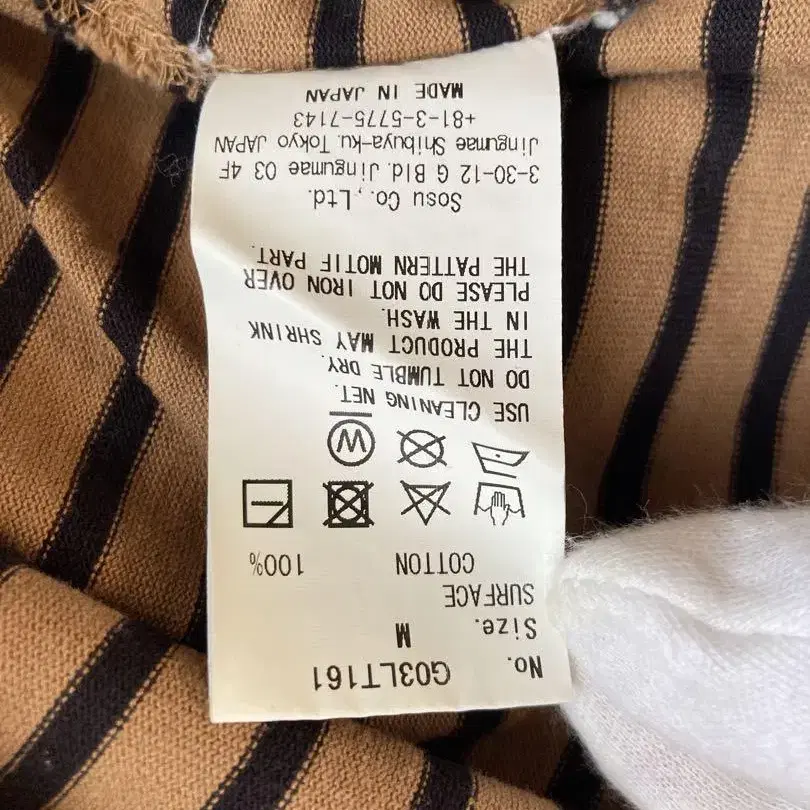 No. G03LT161
Size. M
SURFACE
COTTON 100%
USE CLEANING NET.
DO NOT TUMBLE DRY.
THE PRODUCT MAY SHRINK
IN THE WASH.
PLEASE DO NOT IRON OVER
THE PATTERN MOTIF PART.
Sosu Co., Ltd.
3-30-12 G Bld. Jingumae 03 4F
Jingumae Shibuya-ku. Tokyo JAPAN
+81-3-5775-7143
MADE IN JAPAN